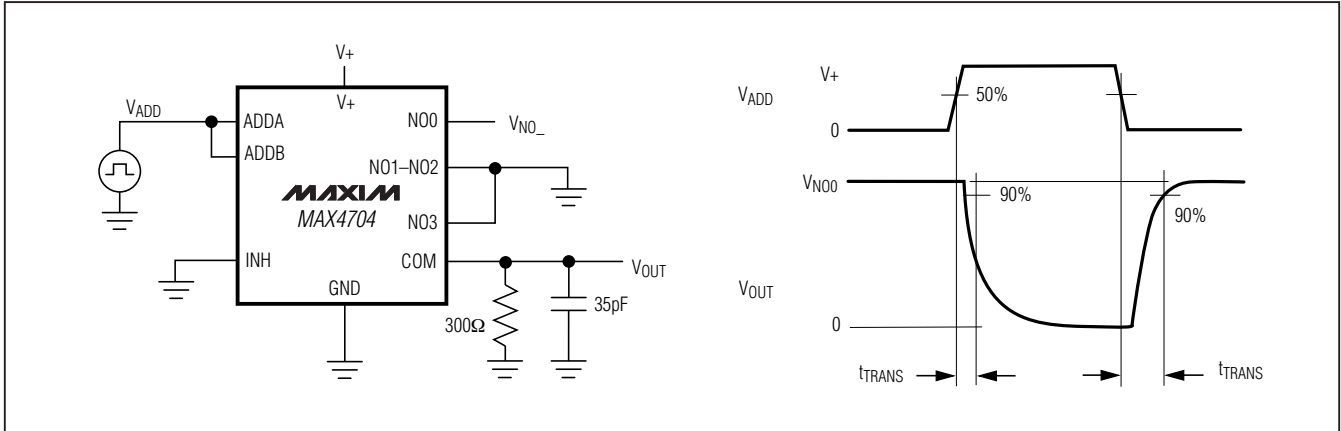 V+
V+
VADD
ADDA
ADDB
NO0
VNO_
NO1–NO2
MAXIM
MAX4704
NO3
INH
COM
VOUT
GND
300Ω
35pF
VADD
V+
0
50%
VNO0
90%
90%
VOUT
0
tTRANS
tTRANS